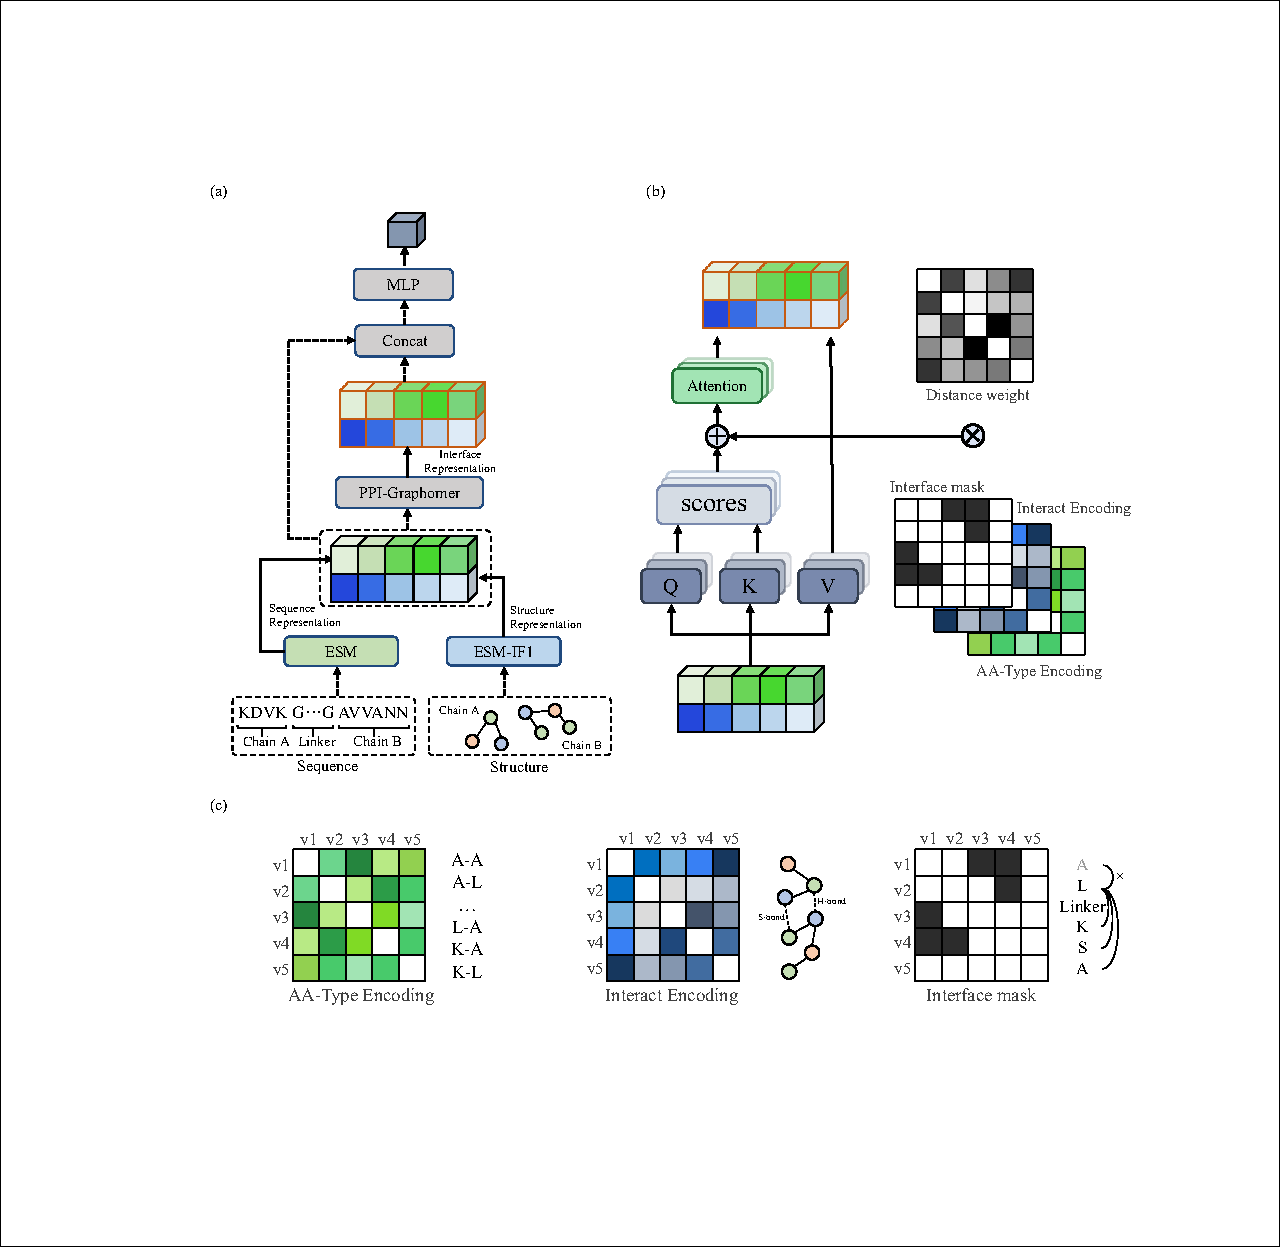 (a)
MLP
Concat
Interface
Representation
PPI-Graphomer
Sequence
Representation
Structure
Representation
ESM
ESM-IF1
KDVK G···G AVVANN
Chain A Linker Chain B
Sequence
Chain A
Chain B
Structure
(b)
Attention
scores
Q K V
Distance weight
Interface mask
Interact Encoding
AA-Type Encoding
(c)
v1 v2 v3 v4 v5
v1
v2
v3
v4
v5
AA-Type Encoding
A-A
A-L
...
L-A
K-A
K-L
v1 v2 v3 v4 v5
v1
v2
v3
v4
v5
Interact Encoding
H-bond
S-bond
v1 v2 v3 v4 v5
v1
v2
v3
v4
v5
Interface mask
A
L
Linker
K
S
A
×